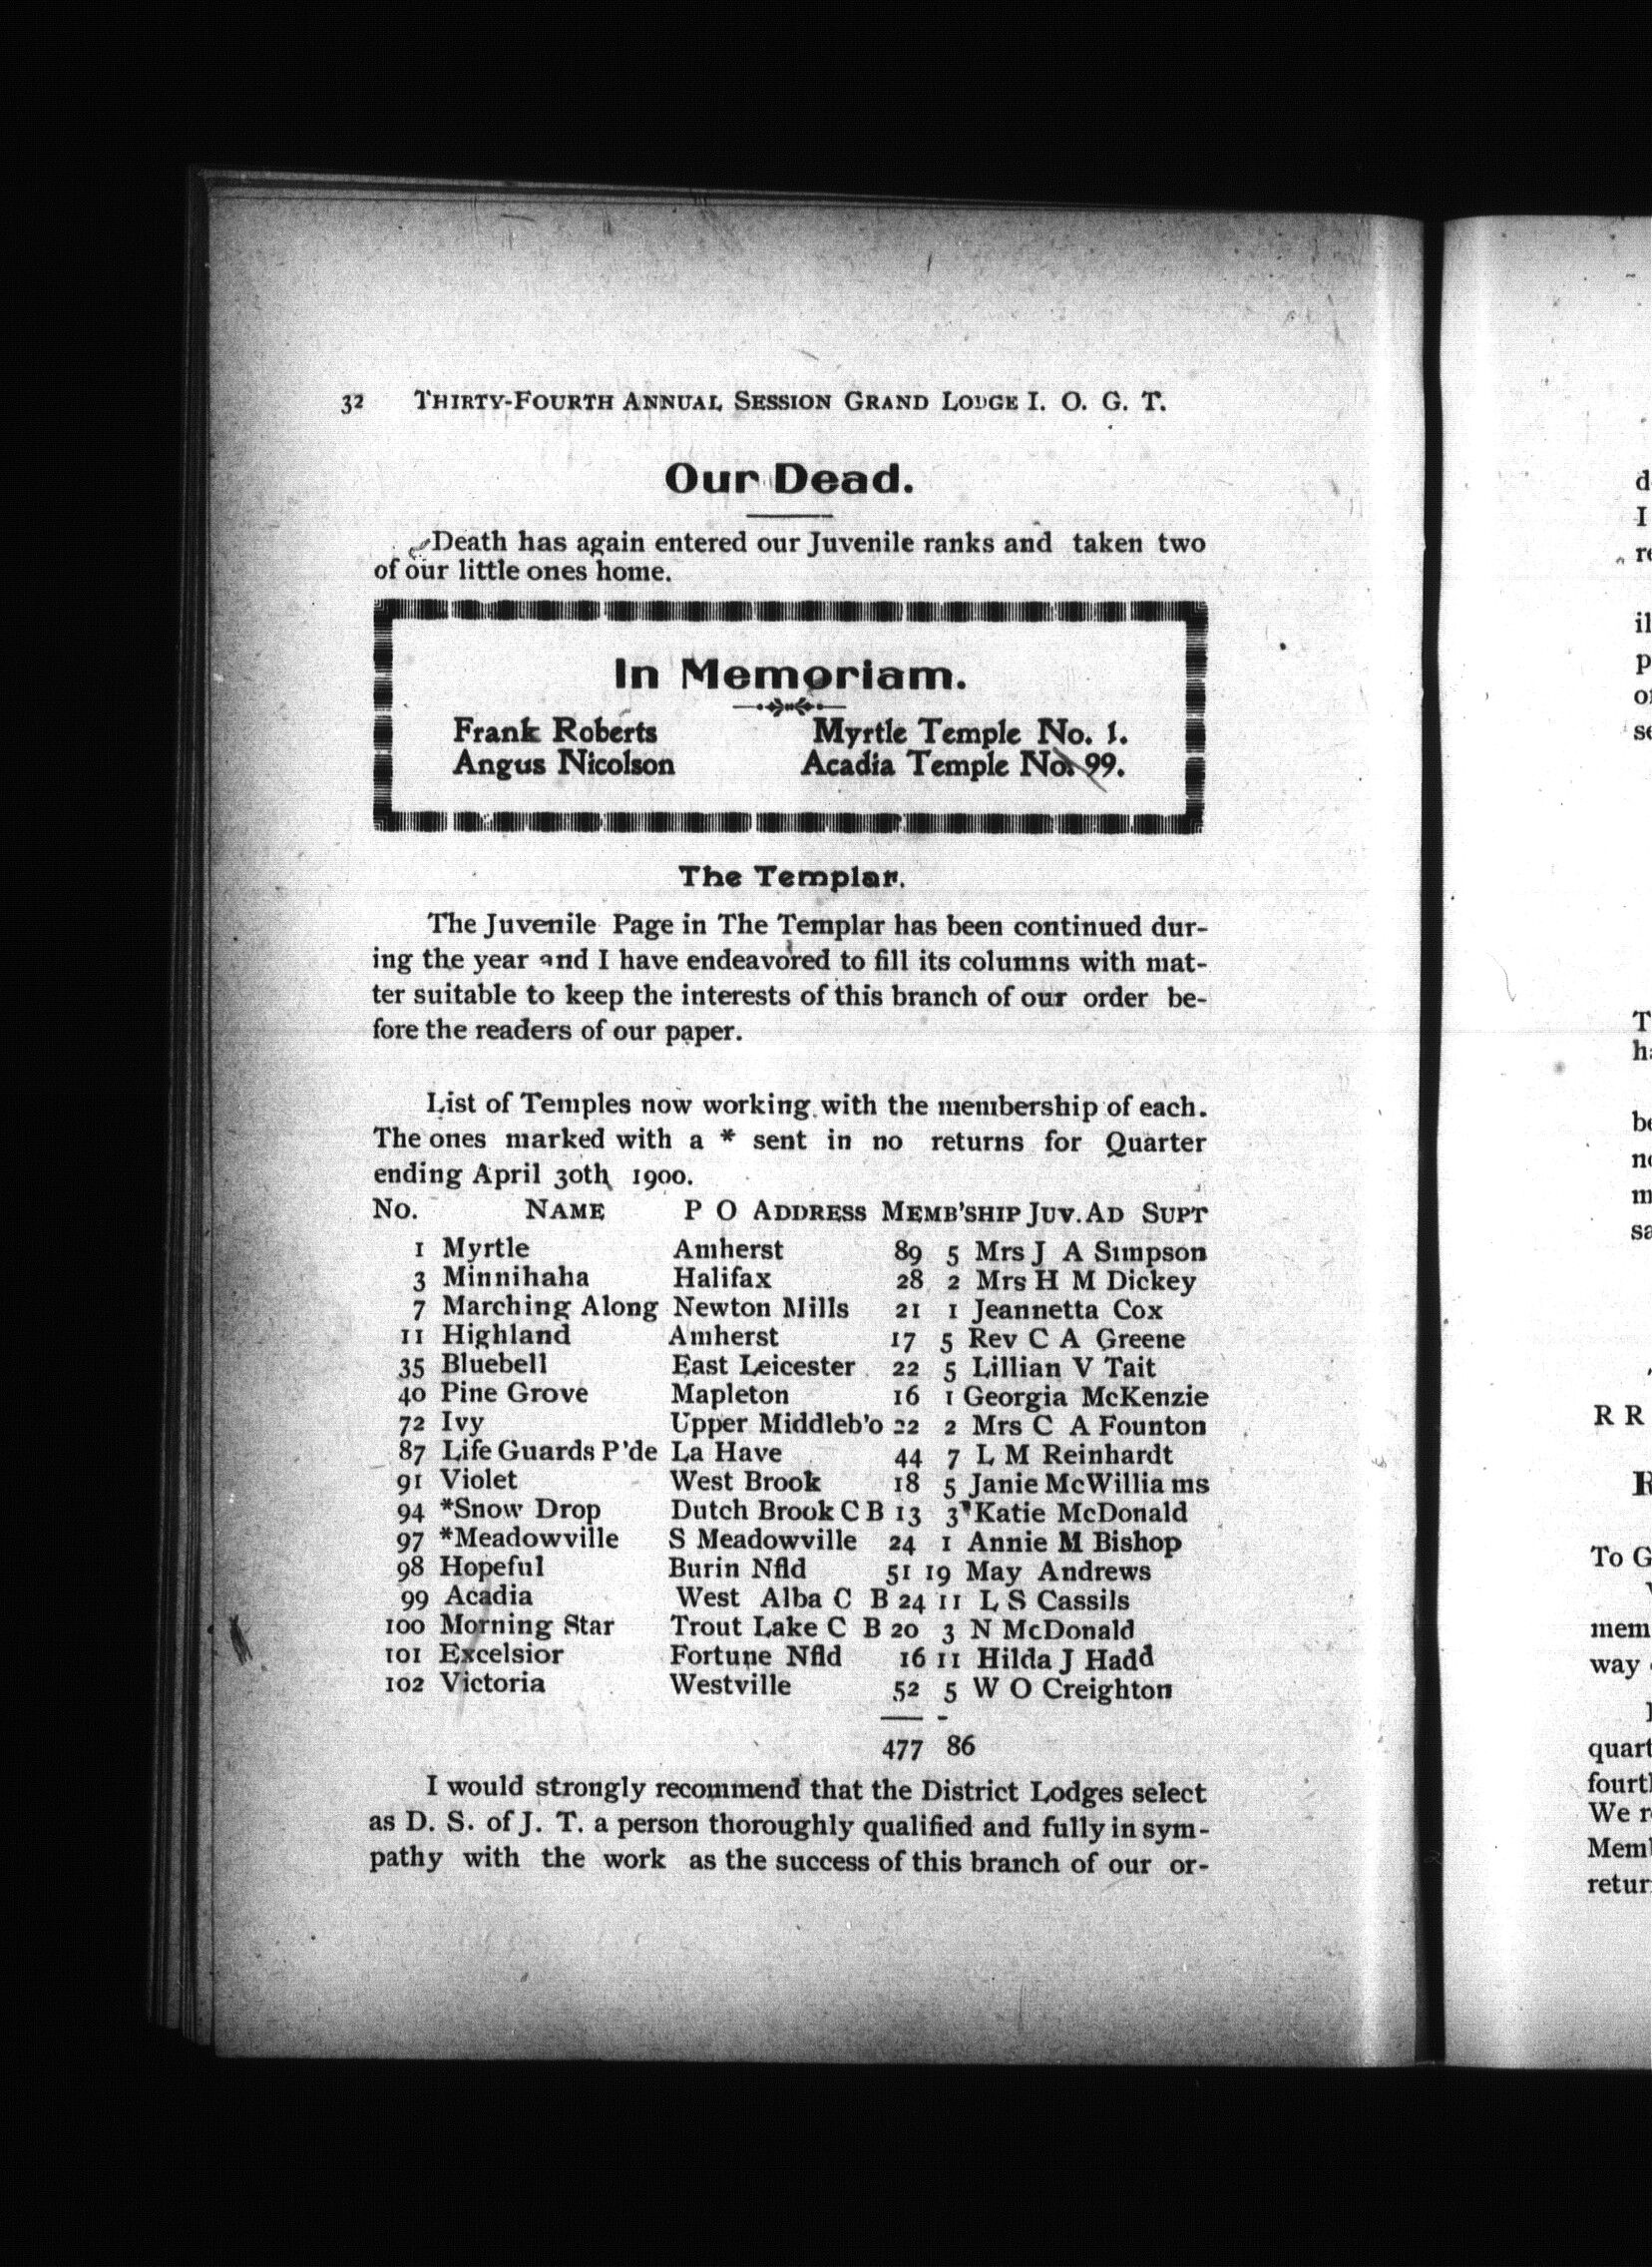 32 THIRTY-FOURTH ANNUAL SESSION GRAND LODGE I. O. G. T.
Our Dead.
Death has again entered our Juvenile ranks and taken two
of our little ones home.
In Memoriam.
Frank Roberts Myrtle Temple No. 1.
Angus Nicolson Acadia Temple No. 99.
The Templar.
The Juvenile Page in The Templar has been continued dur-
ing the year and I have endeavored to fill its columns with mat-
ter suitable to keep the interests of this branch of our order be-
fore the readers of our paper.
List of Temples now working with the membership of each.
The ones marked with a * sent in no returns for Quarter
ending April 30th 1900.
No. NAME P O ADDRESS MEMB'SHIP JUV. AD SUPT
1 Myrtle Amherst 89 5 Mrs J A Simpson
3 Minnihaha Halifax 28 2 Mrs H M Dickey
7 Marching Along Newton Mills 21 1 Jeannetta Cox
11 Highland Amherst 17 5 Rev C A Greene
35 Bluebell East Leicester 22 5 Lillian V Tait
40 Pine Grove Mapleton 16 1 Georgia McKenzie
72 Ivy Upper Middleb'o 22 2 Mrs C A Founton
87 Life Guards P'de La Have 44 7 L M Reinhardt
91 Violet West Brook 18 5 Janie McWillia ms
94 *Snow Drop Dutch Brook C B 13 3 Katie McDonald
97 *Meadowville S Meadowville 24 1 Annie M Bishop
98 Hopeful Burin Nfld 51 19 May Andrews
99 Acadia West Alba C B 24 11 L S Cassils
100 Morning Star Trout Lake C B 20 3 N McDonald
101 Excelsior Fortune Nfld 16 11 Hilda J Hadd
102 Victoria Westville 52 5 W O Creighton
477 86
I would strongly recommend that the District Lodges select
as D. S. of J. T. a person thoroughly qualified and fully in sym-
pathy with the work as the success of this branch of our or-
R R
To G
mem
way
quart
fourt
We r
Mem
retur